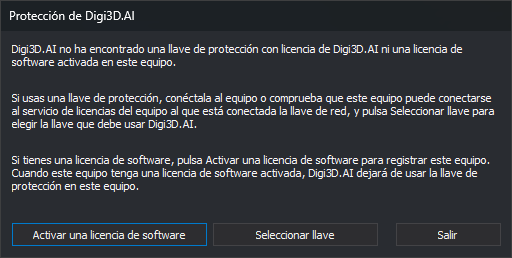 Protección de Digi3D.AI
Digi3D.AI no ha encontrado una llave de protección con licencia de Digi3D.AI ni una licencia de
software activada en este equipo.
Si usas una llave de protección, conéctala al equipo o comprueba que este equipo puede conectarse
al servicio de licencias del equipo al que está conectada la llave de red, y pulsa Seleccionar llave para
elegir la llave que debe usar Digi3D.AI.
Si tienes una licencia de software, pulsa Activar una licencia de software para registrar este equipo.
Cuando este equipo tenga una licencia de software activada, Digi3D.AI dejará de usar la llave de
protección en este equipo.
Activar una licencia de software
Seleccionar llave
Salir